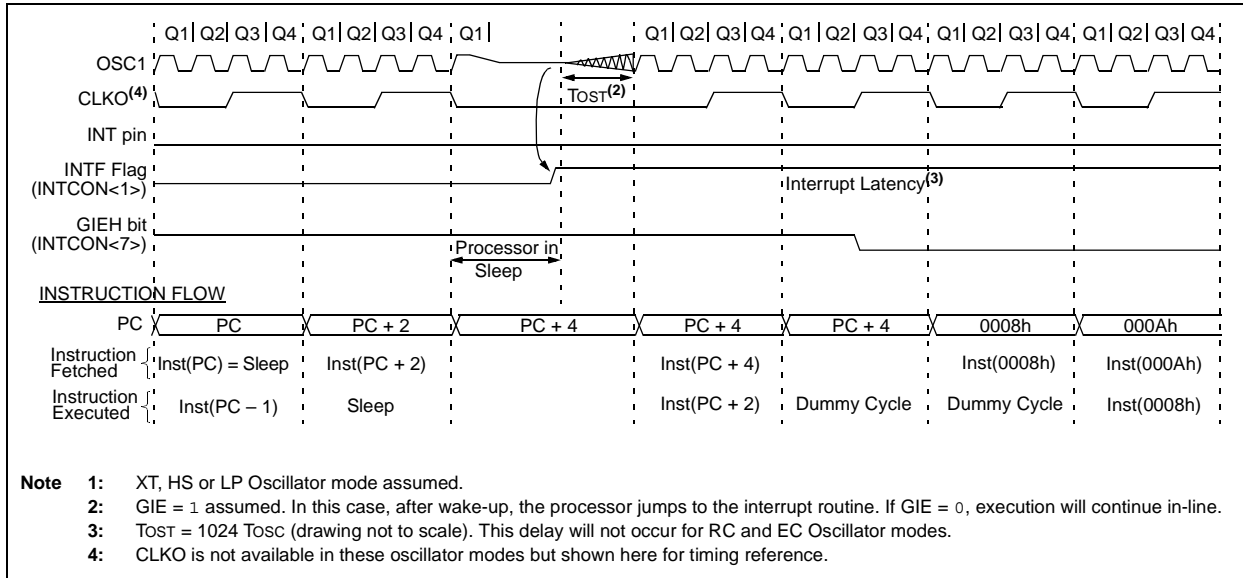 Q1 Q2 Q3 Q4 Q1 Q2 Q3 Q4 Q1 Q1 Q2 Q3 Q4 Q1 Q2 Q3 Q4 Q1 Q2 Q3 Q4 Q1 Q2 Q3 Q4
OSC1
CLKO(4)
TOST(2)
INT pin
INTF Flag
(INTCON<1>)
Interrupt Latency(3)
GIEH bit
(INTCON<7>)
Processor in
Sleep
INSTRUCTION FLOW
PC PC PC + 2 PC + 4 PC + 4 PC + 4 0008h 000Ah
Instruction
Fetched
Inst(PC) = Sleep Inst(PC + 2) Inst(PC + 4) Inst(0008h) Inst(000Ah)
Instruction
Executed
Inst(PC – 1) Sleep Inst(PC + 2) Dummy Cycle Dummy Cycle Inst(0008h)
Note 1: XT, HS or LP Oscillator mode assumed.
2: GIE = 1 assumed. In this case, after wake-up, the processor jumps to the interrupt routine. If GIE = 0, execution will continue in-line.
3: TOST = 1024 TOSC (drawing not to scale). This delay will not occur for RC and EC Oscillator modes.
4: CLKO is not available in these oscillator modes but shown here for timing reference.